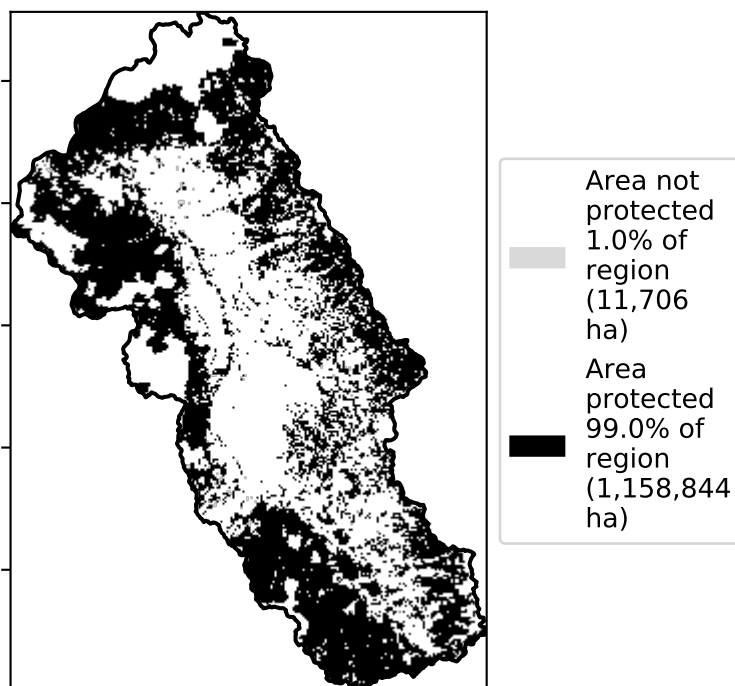 Area not
protected
1.0% of
region
(11,706
ha)
Area
protected
99.0% of
region
(1,158,844
ha)